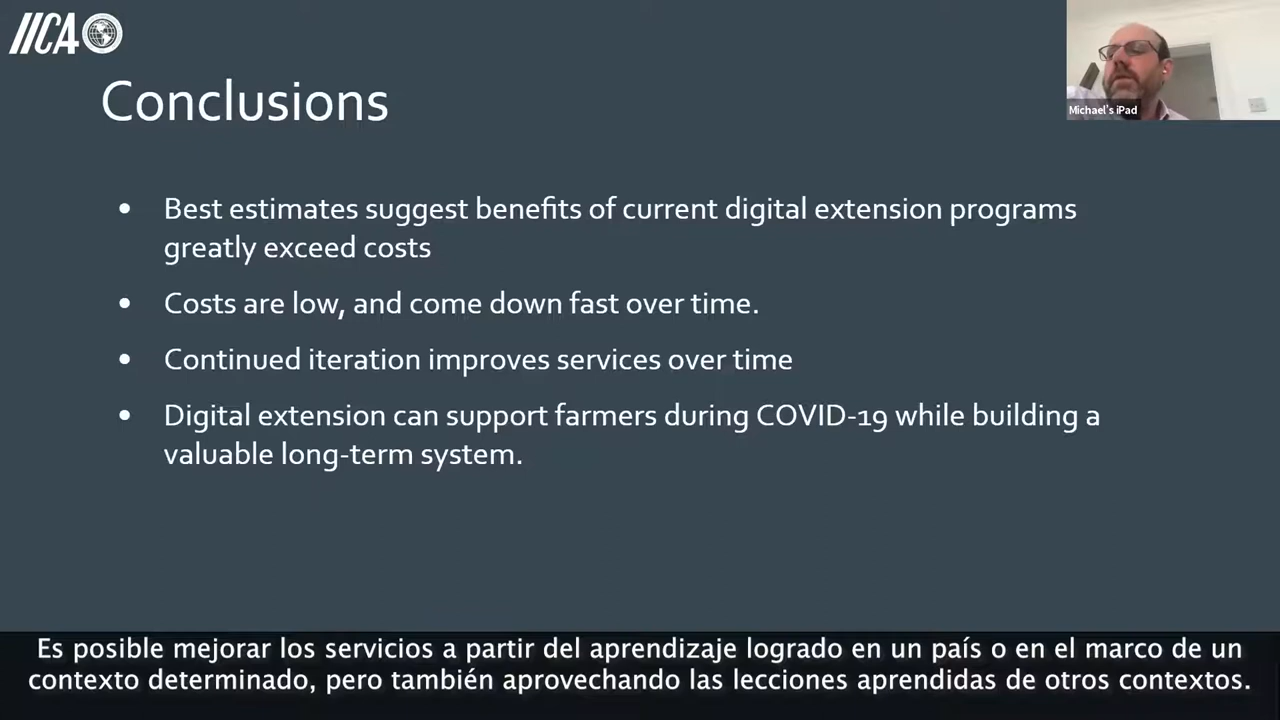 IICA
Michael's iPad
Conclusions
• Best estimates suggest benefits of current digital extension programs
greatly exceed costs
• Costs are low, and come down fast over time.
• Continued iteration improves services over time
• Digital extension can support farmers during COVID-19 while building a
valuable long-term system.
Es posible mejorar los servicios a partir del aprendizaje logrado en un país o en el marco de un
contexto determinado, pero también aprovechando las lecciones aprendidas de otros contextos.